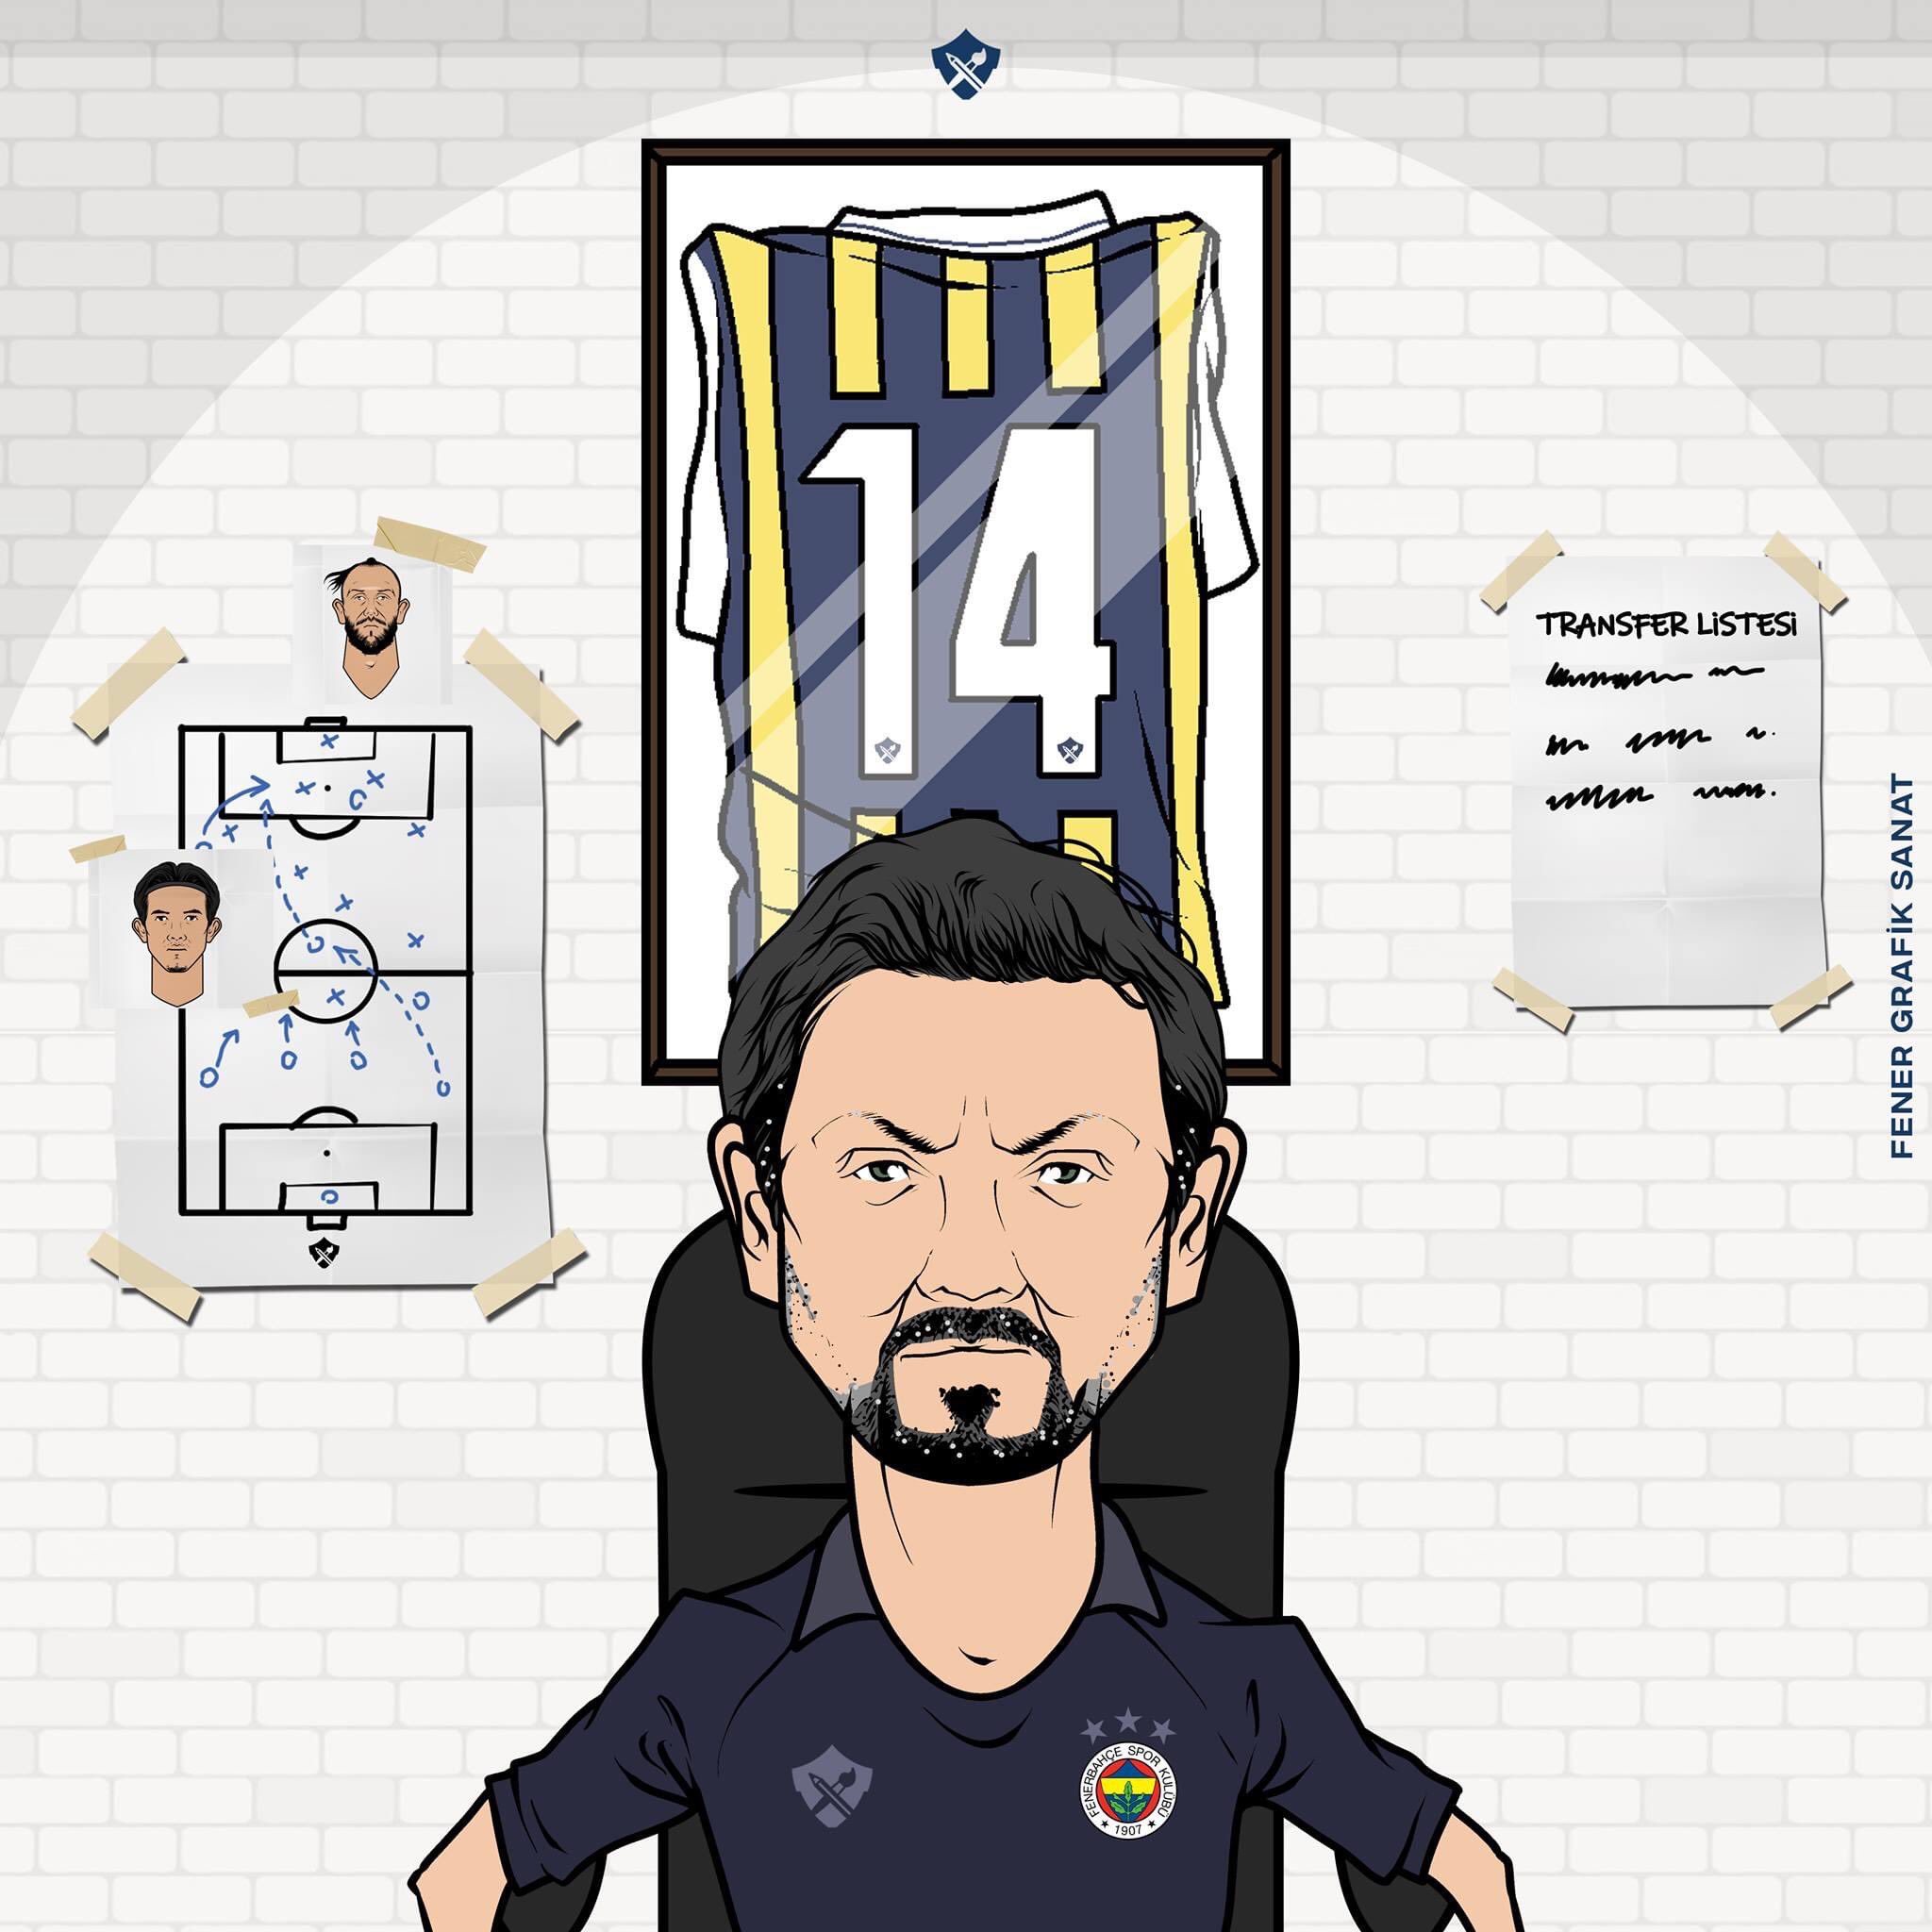 14
TRANSFER LİSTESİ
FENER GRAFİK SANAT
FENERBAHÇE SPOR KULÜBÜ
★ 1907 ★